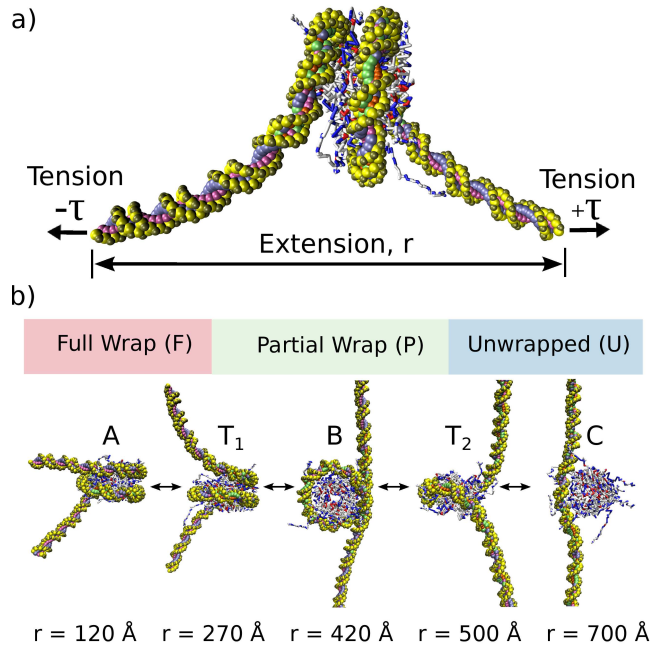 a)
Tension
−τ
Tension
+τ
Extension, r
b)
Full Wrap (F)
Partial Wrap (P)
Unwrapped (U)
A
T₁
B
T₂
C
r = 120 Å
r = 270 Å
r = 420 Å
r = 500 Å
r = 700 Å